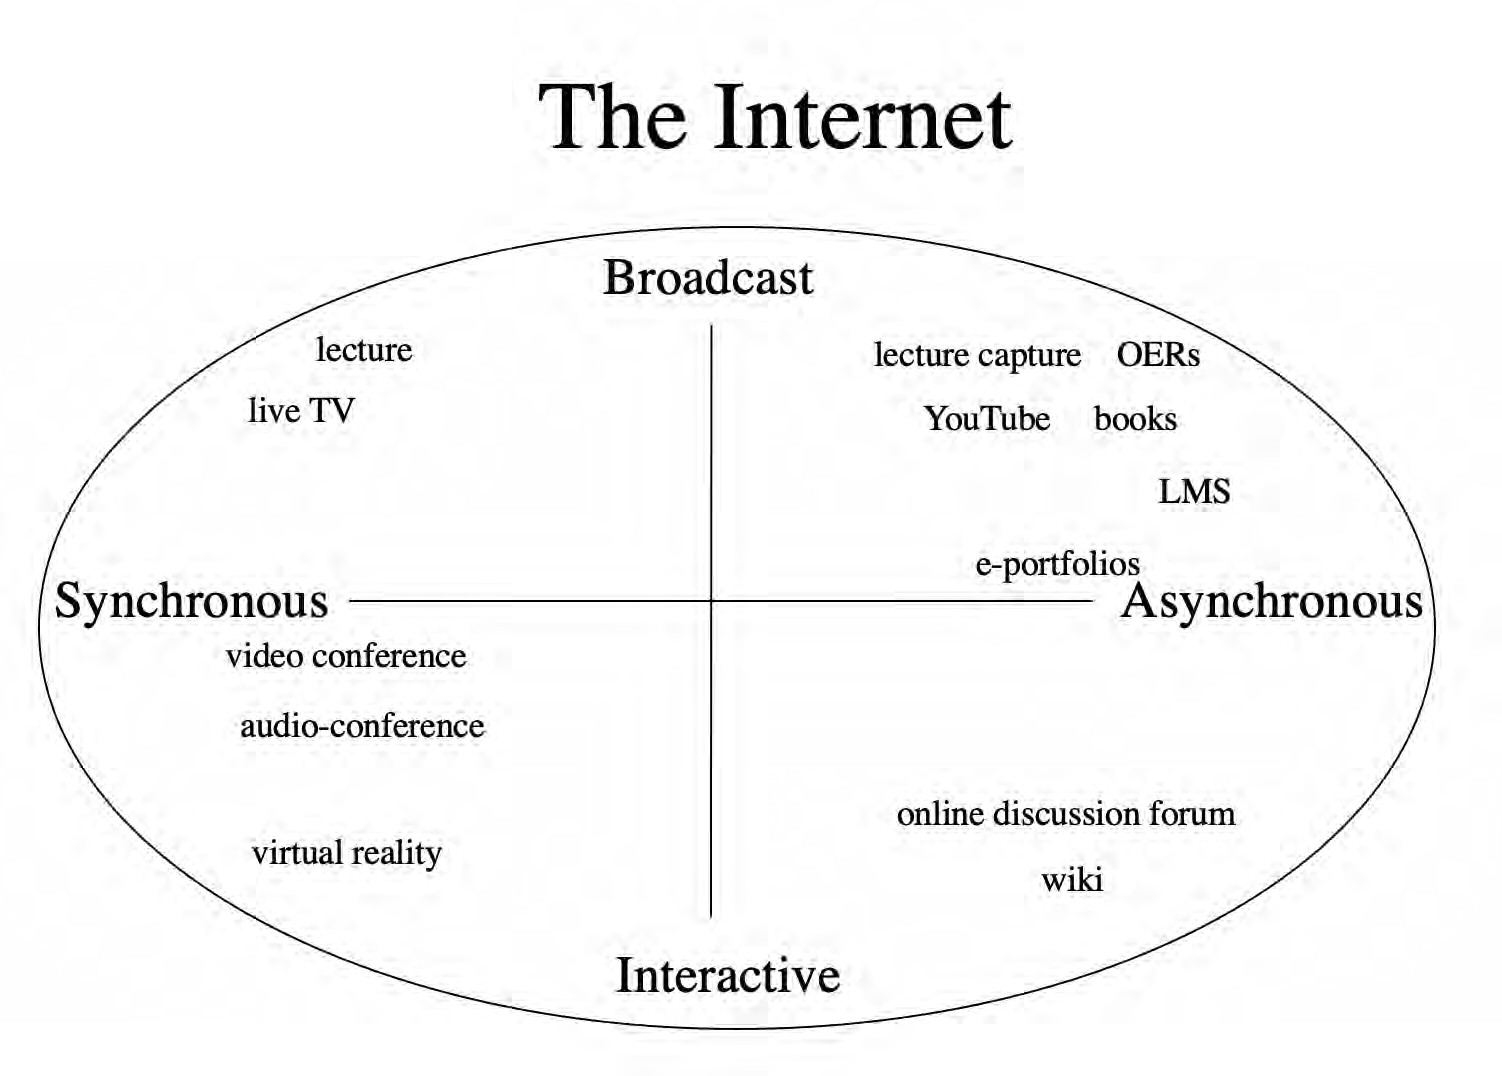 The Internet
Broadcast
lecture
lecture capture OERs
live TV
YouTube books
LMS
e-portfolios
Synchronous
Asynchronous
video conference
audio-conference
online discussion forum
virtual reality
wiki
Interactive